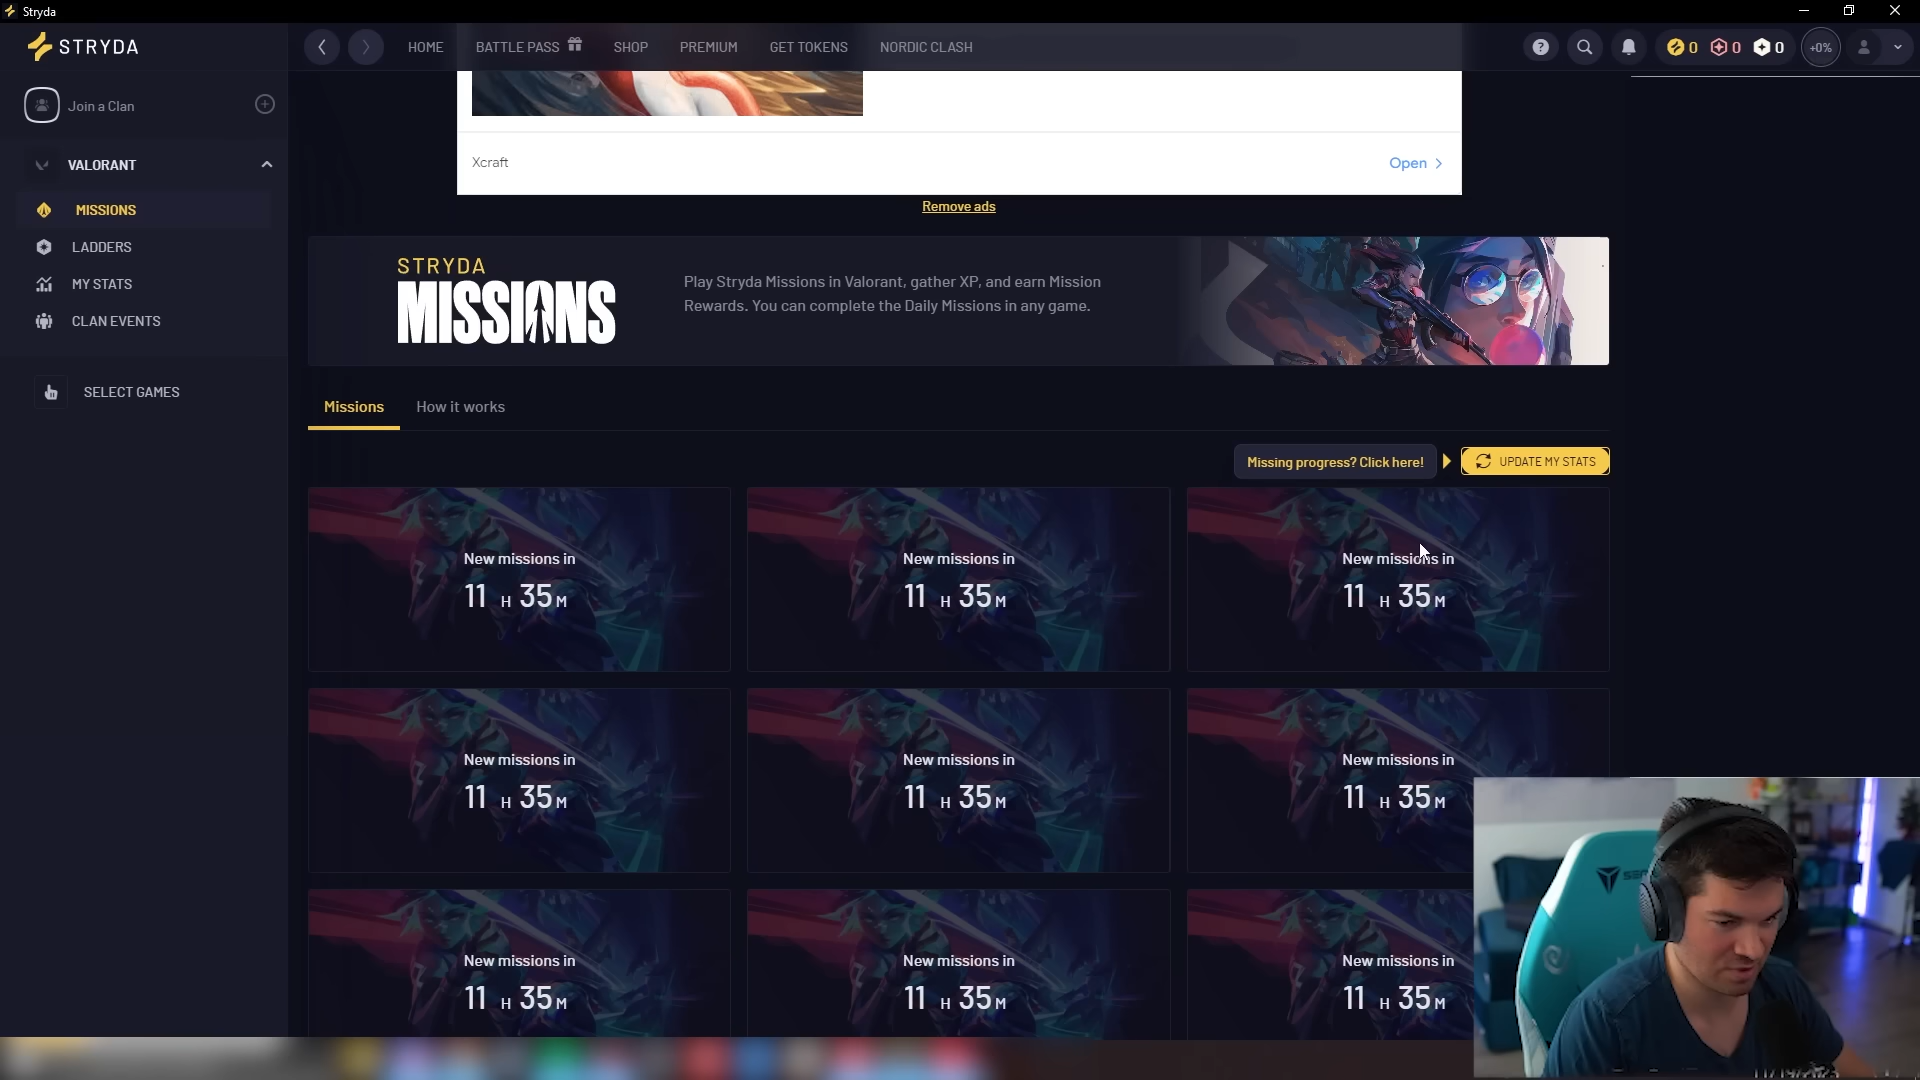 Stryda
STRYDA
HOME
BATTLE PASS
SHOP
PREMIUM
GET TOKENS
NORDIC CLASH
0
0
0
+0%
Join a Clan
VALORANT
MISSIONS
LADDERS
MY STATS
CLAN EVENTS
SELECT GAMES
Xcraft
Open
Remove ads
STRYDA
MISSIONS
Play Stryda Missions in Valorant, gather XP, and earn Mission
Rewards. You can complete the Daily Missions in any game.
Missions
How it works
Missing progress? Click here!
UPDATE MY STATS
New missions in
11 H 35 M
New missions in
11 H 35 M
New missions in
11 H 35 M
New missions in
11 H 35 M
New missions in
11 H 35 M
New missions in
11 H 35 M
New missions in
11 H 35 M
New missions in
11 H 35 M
New missions in
11 H 35 M